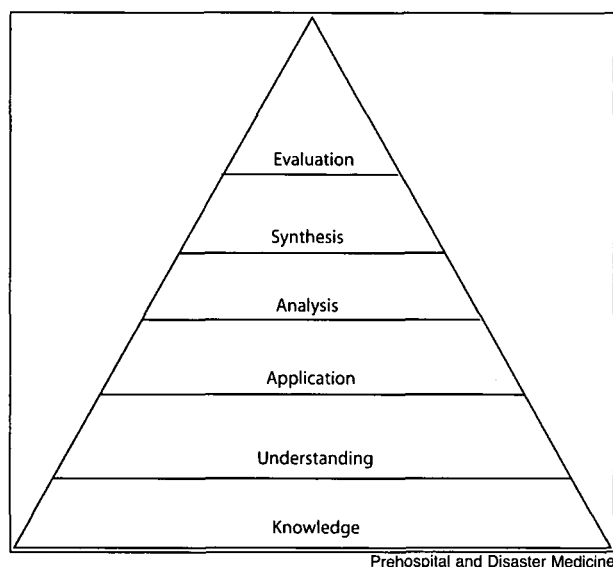 Evaluation
Synthesis
Analysis
Application
Understanding
Knowledge
Prehospital and Disaster Medicine